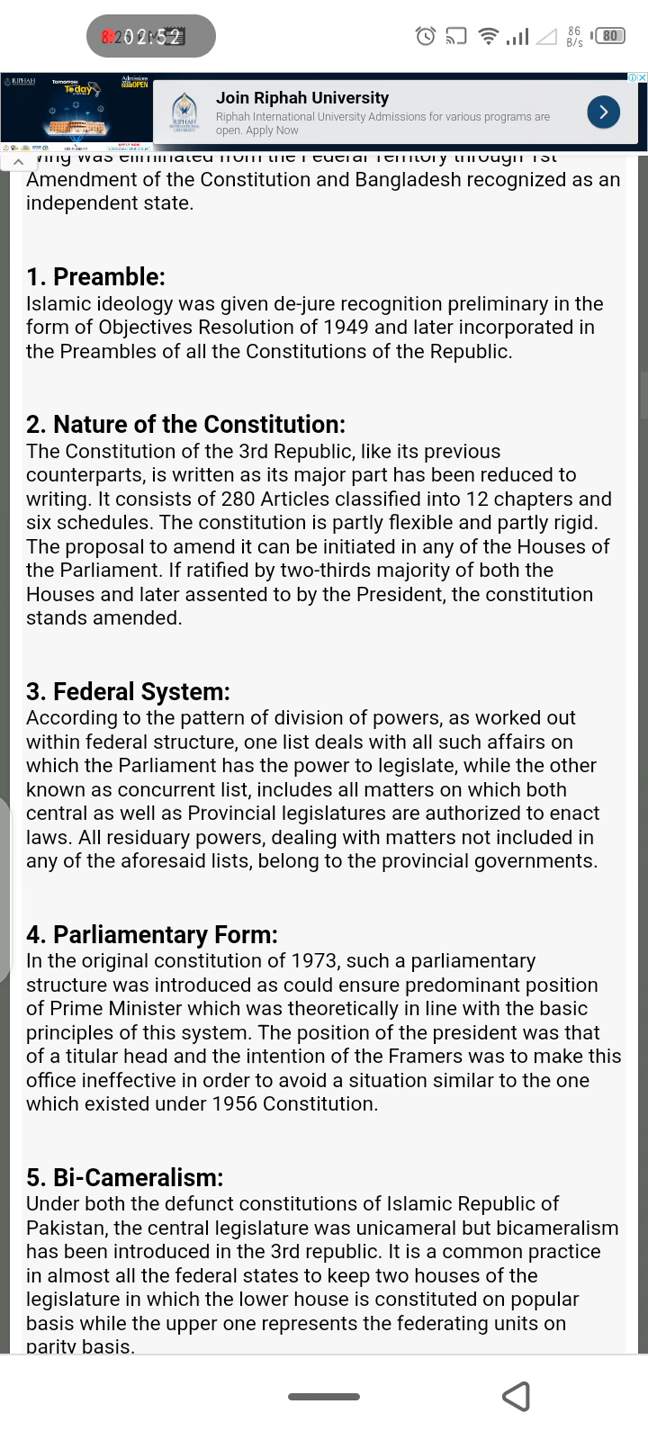 02:52
86
B/s
80
RIPHAH
Tomorrow
Today
Admissions
OPEN
Join Riphah University
Riphah International University Admissions for various programs are
open. Apply Now
wing was eliminated from the Federal Territory through 1st
Amendment of the Constitution and Bangladesh recognized as an
independent state.
1. Preamble:
Islamic ideology was given de-jure recognition preliminary in the
form of Objectives Resolution of 1949 and later incorporated in
the Preambles of all the Constitutions of the Republic.
2. Nature of the Constitution:
The Constitution of the 3rd Republic, like its previous
counterparts, is written as its major part has been reduced to
writing. It consists of 280 Articles classified into 12 chapters and
six schedules. The constitution is partly flexible and partly rigid.
The proposal to amend it can be initiated in any of the Houses of
the Parliament. If ratified by two-thirds majority of both the
Houses and later assented to by the President, the constitution
stands amended.
3. Federal System:
According to the pattern of division of powers, as worked out
within federal structure, one list deals with all such affairs on
which the Parliament has the power to legislate, while the other
known as concurrent list, includes all matters on which both
central as well as Provincial legislatures are authorized to enact
laws. All residuary powers, dealing with matters not included in
any of the aforesaid lists, belong to the provincial governments.
4. Parliamentary Form:
In the original constitution of 1973, such a parliamentary
structure was introduced as could ensure predominant position
of Prime Minister which was theoretically in line with the basic
principles of this system. The position of the president was that
of a titular head and the intention of the Framers was to make this
office ineffective in order to avoid a situation similar to the one
which existed under 1956 Constitution.
5. Bi-Cameralism:
Under both the defunct constitutions of Islamic Republic of
Pakistan, the central legislature was unicameral but bicameralism
has been introduced in the 3rd republic. It is a common practice
in almost all the federal states to keep two houses of the
legislature in which the lower house is constituted on popular
basis while the upper one represents the federating units on
parity basis.